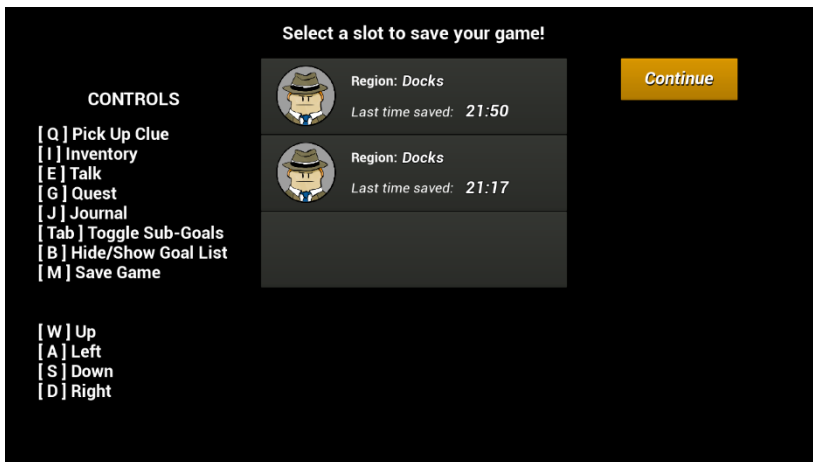 Select a slot to save your game!
CONTROLS
[ Q ] Pick Up Clue
[ I ] Inventory
[ E ] Talk
[ G ] Quest
[ J ] Journal
[ Tab ] Toggle Sub-Goals
[ B ] Hide/Show Goal List
[ M ] Save Game
[ W ] Up
[ A ] Left
[ S ] Down
[ D ] Right
Region: Docks
Last time saved: 21:50
Region: Docks
Last time saved: 21:17
Continue